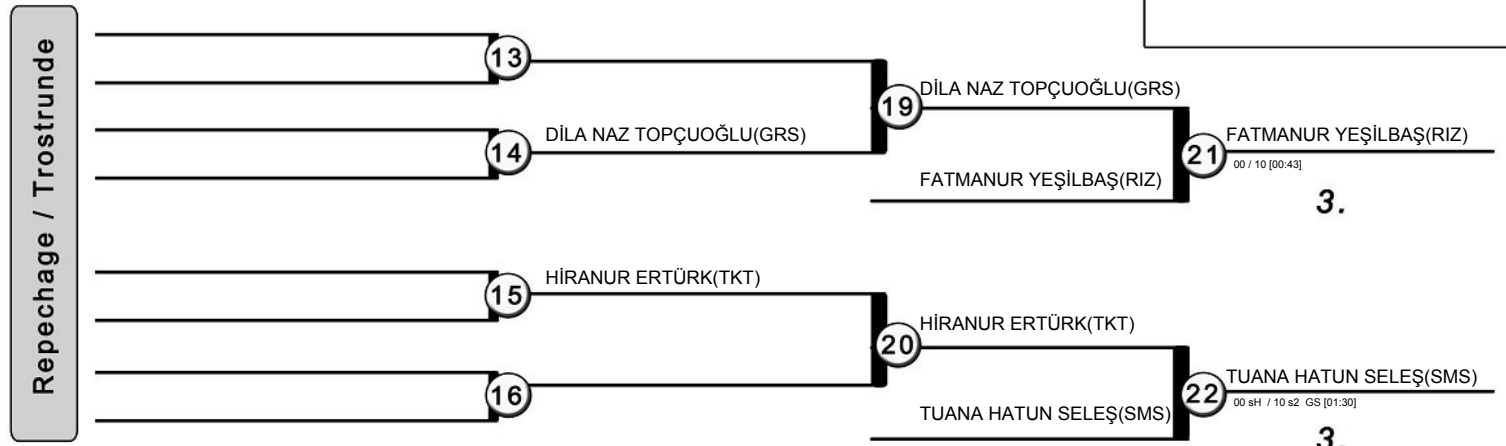 Repechage / Trostrunde
13
14
DİLA NAZ TOPÇUOĞLU(GRS)
19
DİLA NAZ TOPÇUOĞLU(GRS)
FATMANUR YEŞİLBAŞ(RIZ)
21
FATMANUR YEŞİLBAŞ(RIZ)
00 / 10 [00:43]
3.
15
HİRANUR ERTÜRK(TKT)
16
20
HİRANUR ERTÜRK(TKT)
TUANA HATUN SELEŞ(SMS)
22
TUANA HATUN SELEŞ(SMS)
00 sH / 10 s2 GS [01:30]
3.